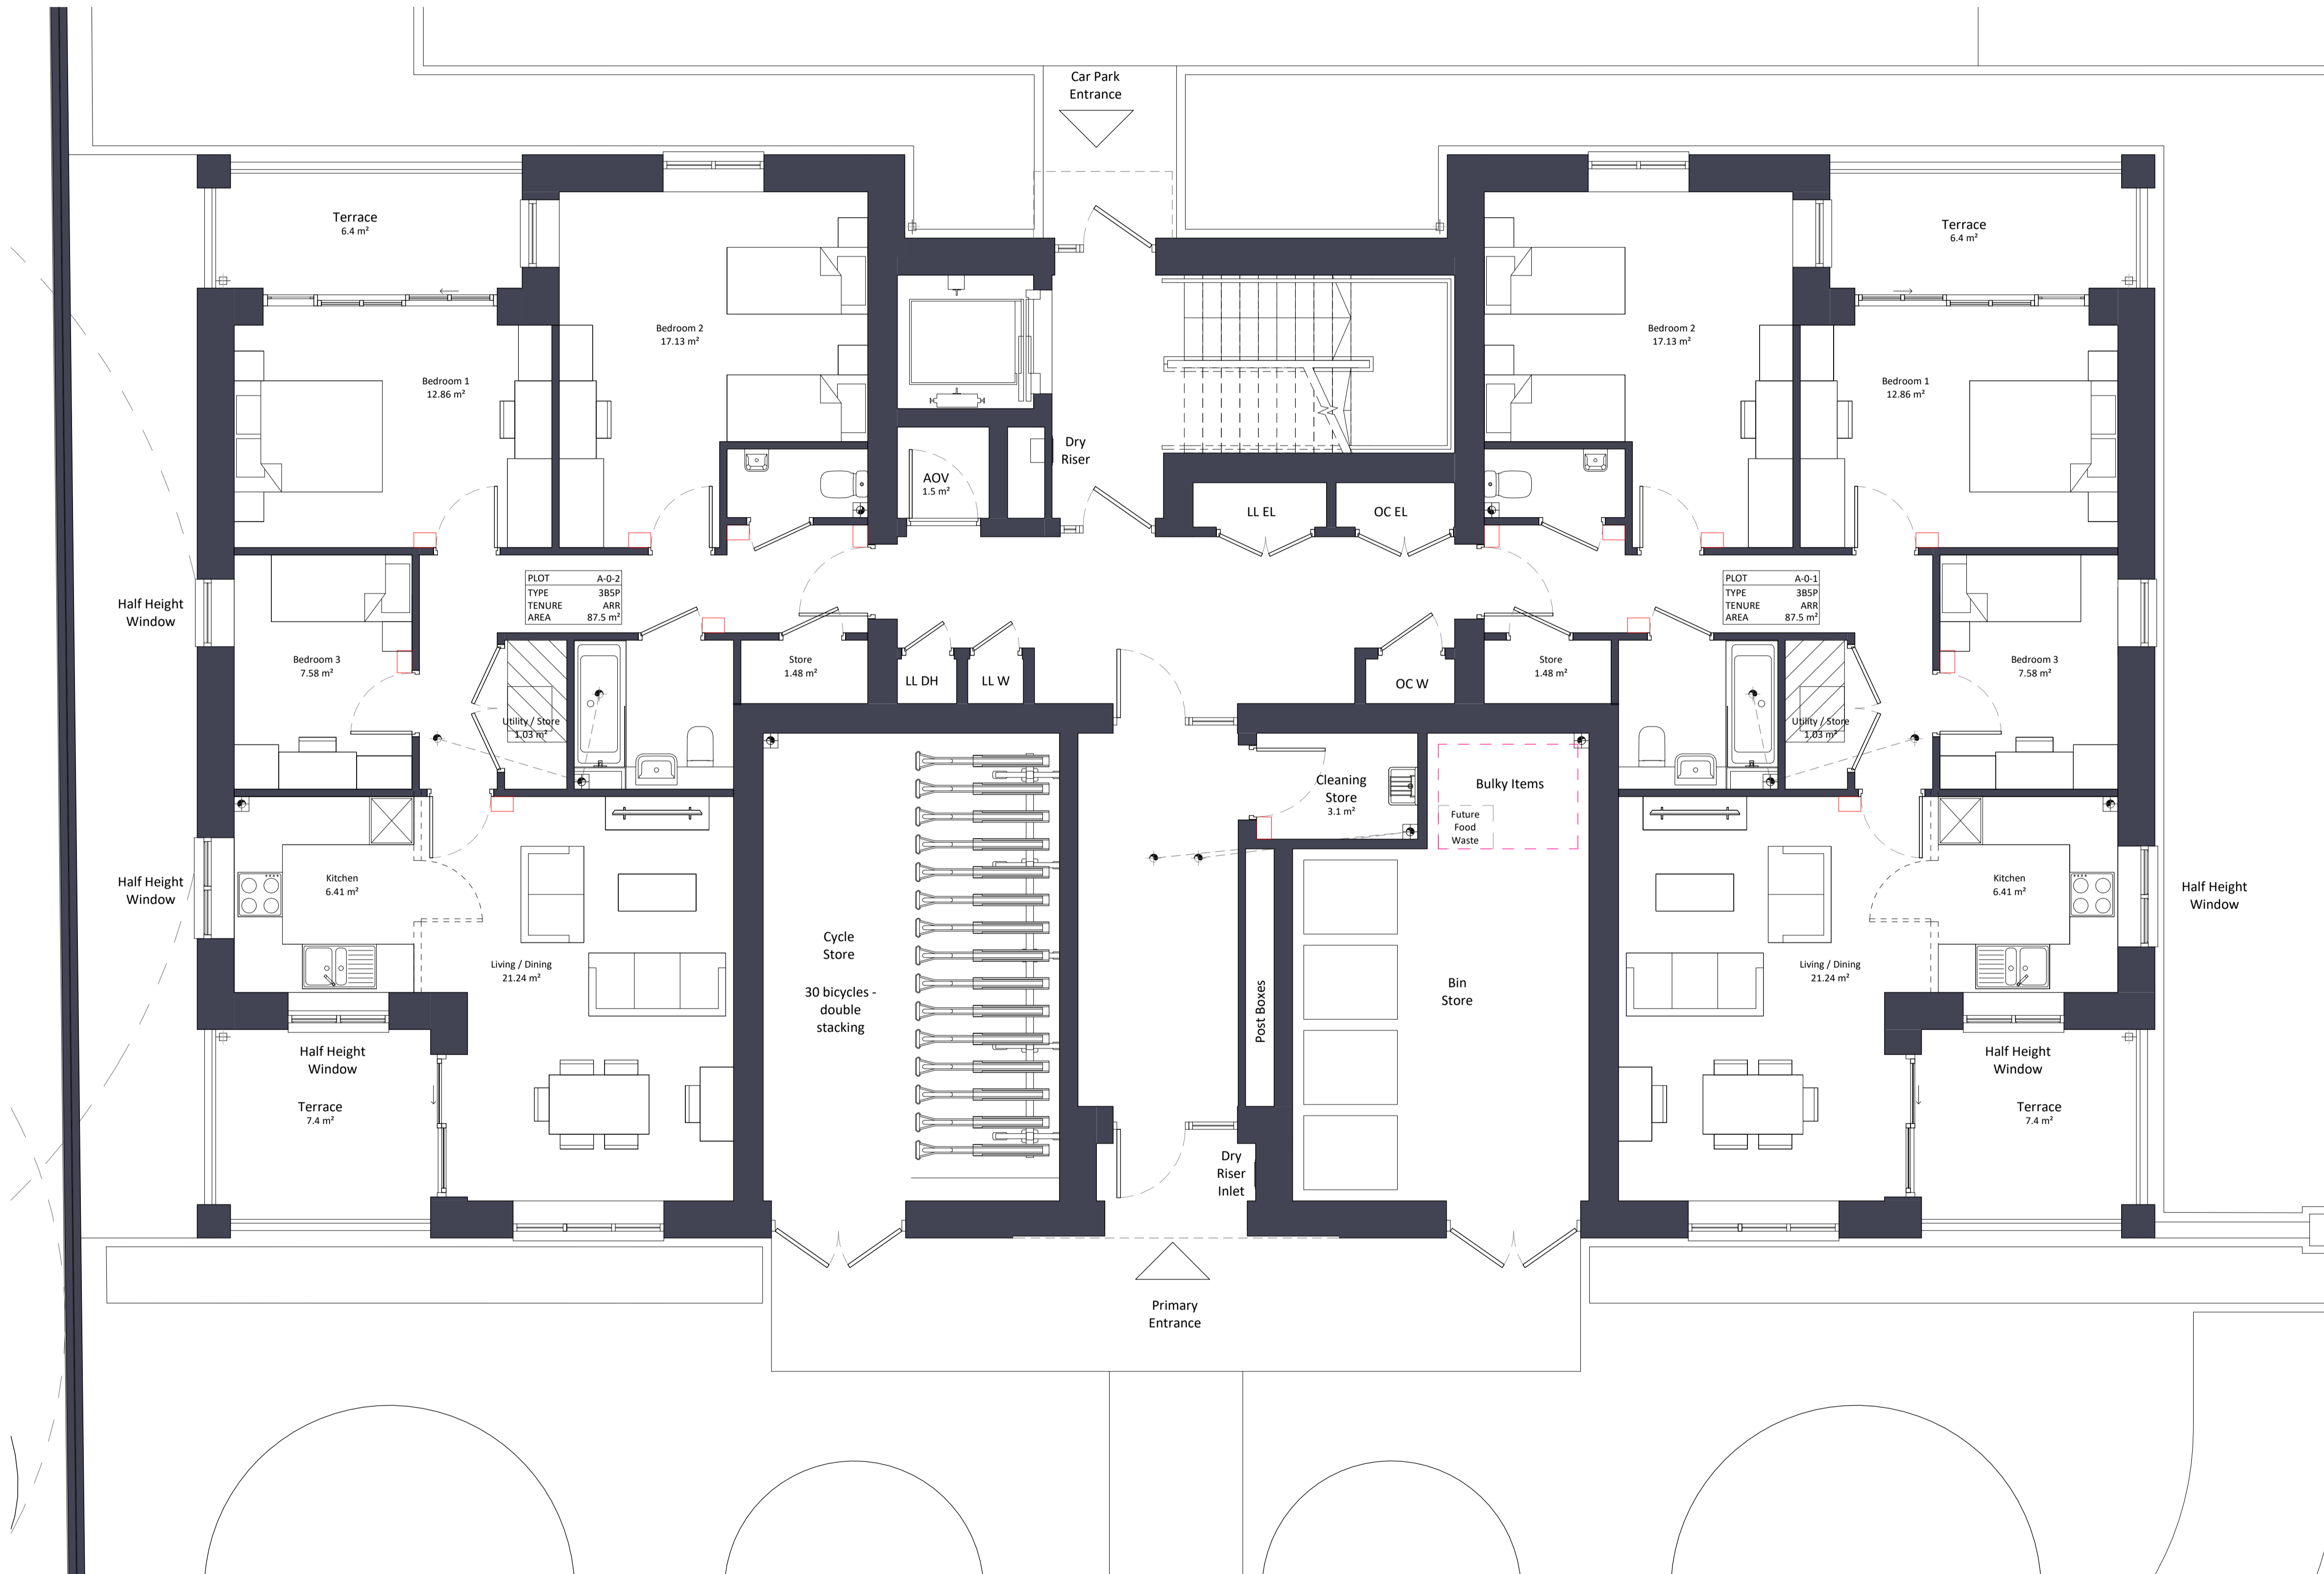 Car Park
Entrance
Terrace
6.4 m²
Terrace
6.4 m²
Bedroom 2
17.13 m²
Bedroom 2
17.13 m²
Bedroom 1
12.86 m²
Bedroom 1
12.86 m²
Dry
Riser
AOV
1.5 m²
LL EL
OC EL
PLOT A-0-2
TYPE 3B5P
TENURE ARR
AREA 87.5 m²
PLOT A-0-1
TYPE 3B5P
TENURE ARR
AREA 87.5 m²
Half Height
Window
Bedroom 3
7.58 m²
Store
1.48 m²
LL DH
LL W
OC W
Store
1.48 m²
Bedroom 3
7.58 m²
Utility / Store
1.03 m²
Utility / Store
1.03 m²
Cleaning
Store
3.1 m²
Bulky Items
Future
Food
Waste
Half Height
Window
Kitchen
6.41 m²
Kitchen
6.41 m²
Half Height
Window
Living / Dining
21.24 m²
Cycle
Store
30 bicycles -
double
stacking
Post Boxes
Bin
Store
Living / Dining
21.24 m²
Half Height
Window
Half Height
Window
Terrace
7.4 m²
Terrace
7.4 m²
Dry
Riser
Inlet
Primary
Entrance